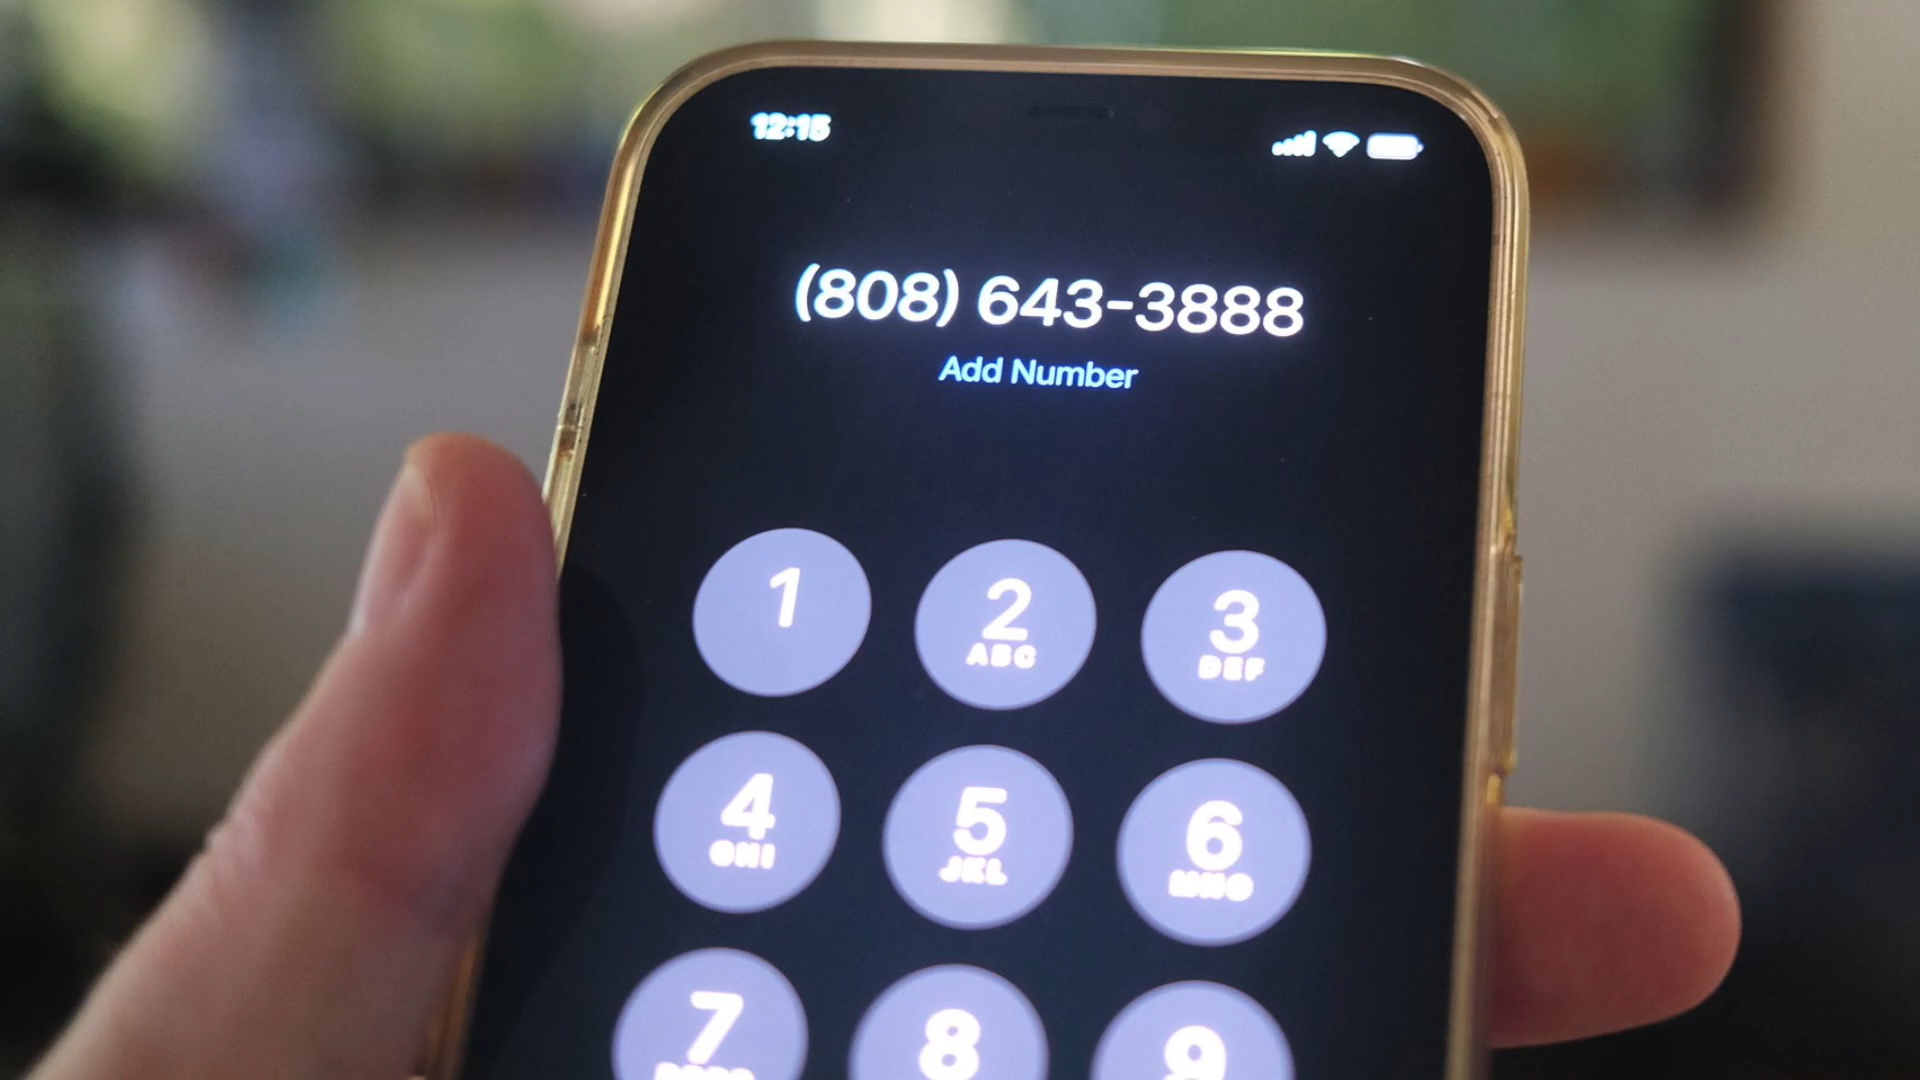 12:15
(808) 643-3888
Add Number
1 2 3
ABC DEF
4 5 6
GHI JKL MNO
7 8 9